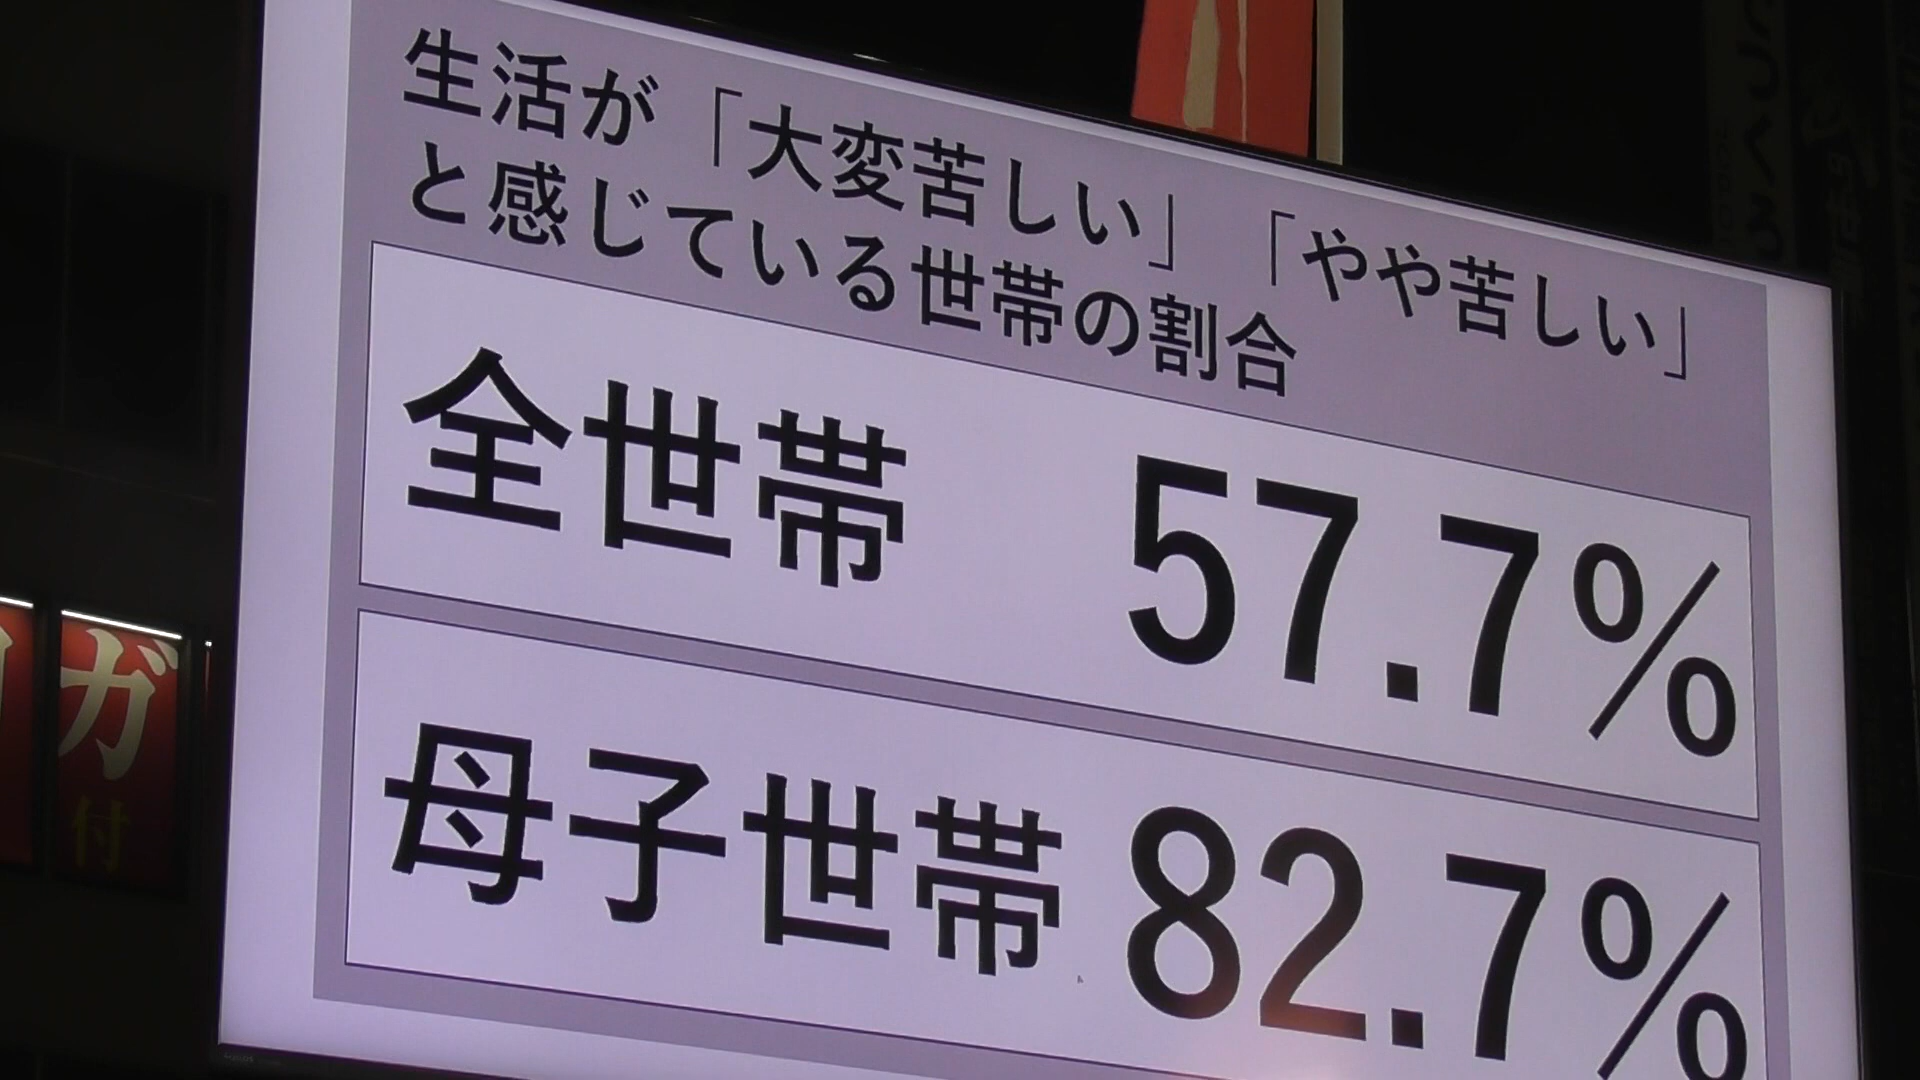 生活が「大変苦しい」「やや苦しい」
と感じている世帯の割合
全世帯 57.7%
母子世帯 82.7%
ガ
付